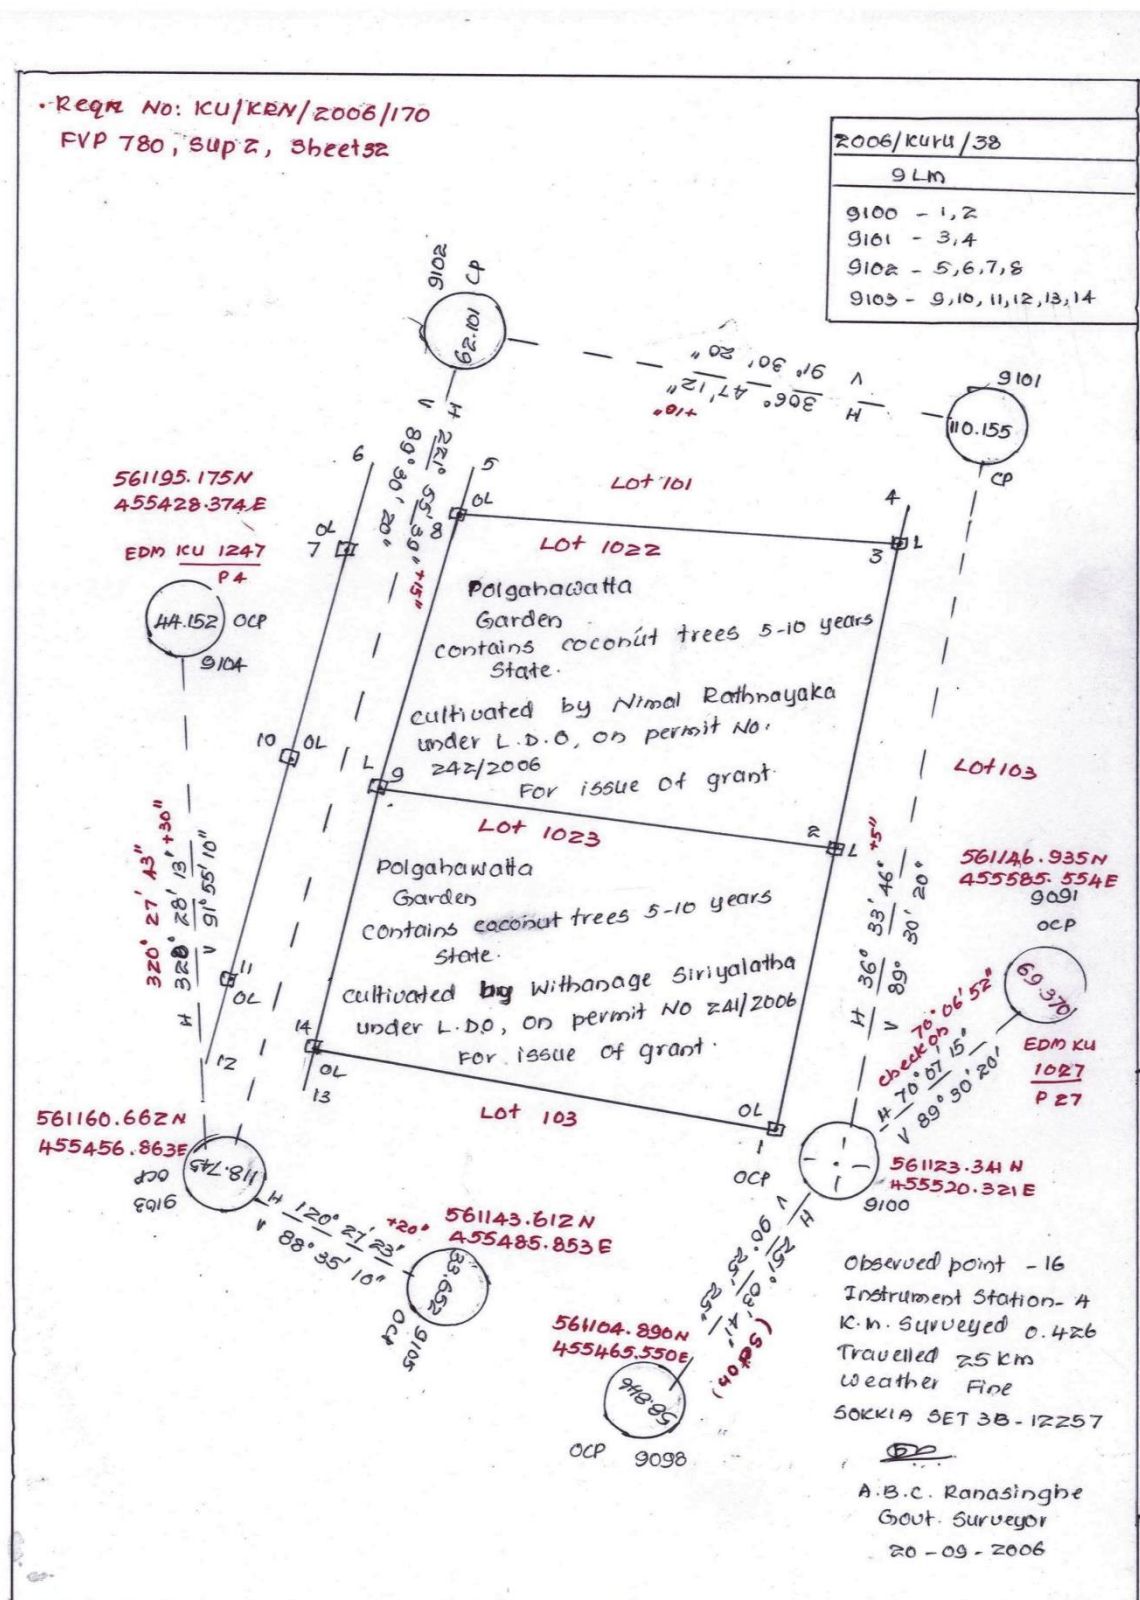 Reqn No: KU/KRN/2006/170
FVP 780, Sup 2, Sheet 32
2006/Kuru/38
9 LM
9100 - 1,2
9101 - 3,4
9102 - 5,6,7,8
9103 - 9,10,11,12,13,14
9102
CP
62.101
V 91° 30' 20"
H 306° 47' 12"
+10"
9101
110.155
CP
H 221° 55' 39" +15"
V 89° 30' 20"
6
5
OL
8
Lot 101
4
3
L
Lot 1022
561195.175N
455428.374E
EDM KU 1247
P4
OL
7
44.152
OCP
9104
Polgahawatta
Garden
contains coconut trees 5-10 years
State.
cultivated by Nimal Rathnayaka
under L.D.O, on permit No.
242/2006
For issue of grant.
10
OL
L
9
Lot 103
Lot 1023
2
L
320° 27' 43"
H 320° 28' 13" +30"
V 91° 55' 10"
H 36° 33' 46" +5"
V 89° 30' 20"
Polgahawatta
Garden
contains coconut trees 5-10 years
State.
cultivated by Withanage Siriyalatha
under L.D.O, on permit No 241/2006
For issue of grant.
561146.935N
455585.554E
9091
OCP
69.370
EDM KU
1027
P 27
check on 70° 06' 52"
H 70° 07' 15"
V 89° 30' 20'
11
OL
12
14
OL
13
Lot 103
OL
1
OCP
561160.662N
455456.863E
OCP
9103
118.745
561123.341N
455520.321E
9100
H 120° 27' 23' +20"
V 88° 35' 10"
561143.612N
455485.853E
33.652
OCP
9105
H 251° 03' 41" (Set on)
V 90° 25' 25"
561104.890N
455465.550E
58.846
OCP 9098
Observed point - 16
Instrument Station - 4
K.m. Surveyed 0.426
Travelled 25 km
Weather Fine
SOKKIA SET 3B - 12257
A.B.C. Ranasinghe
Govt. Surveyor
20-09-2006